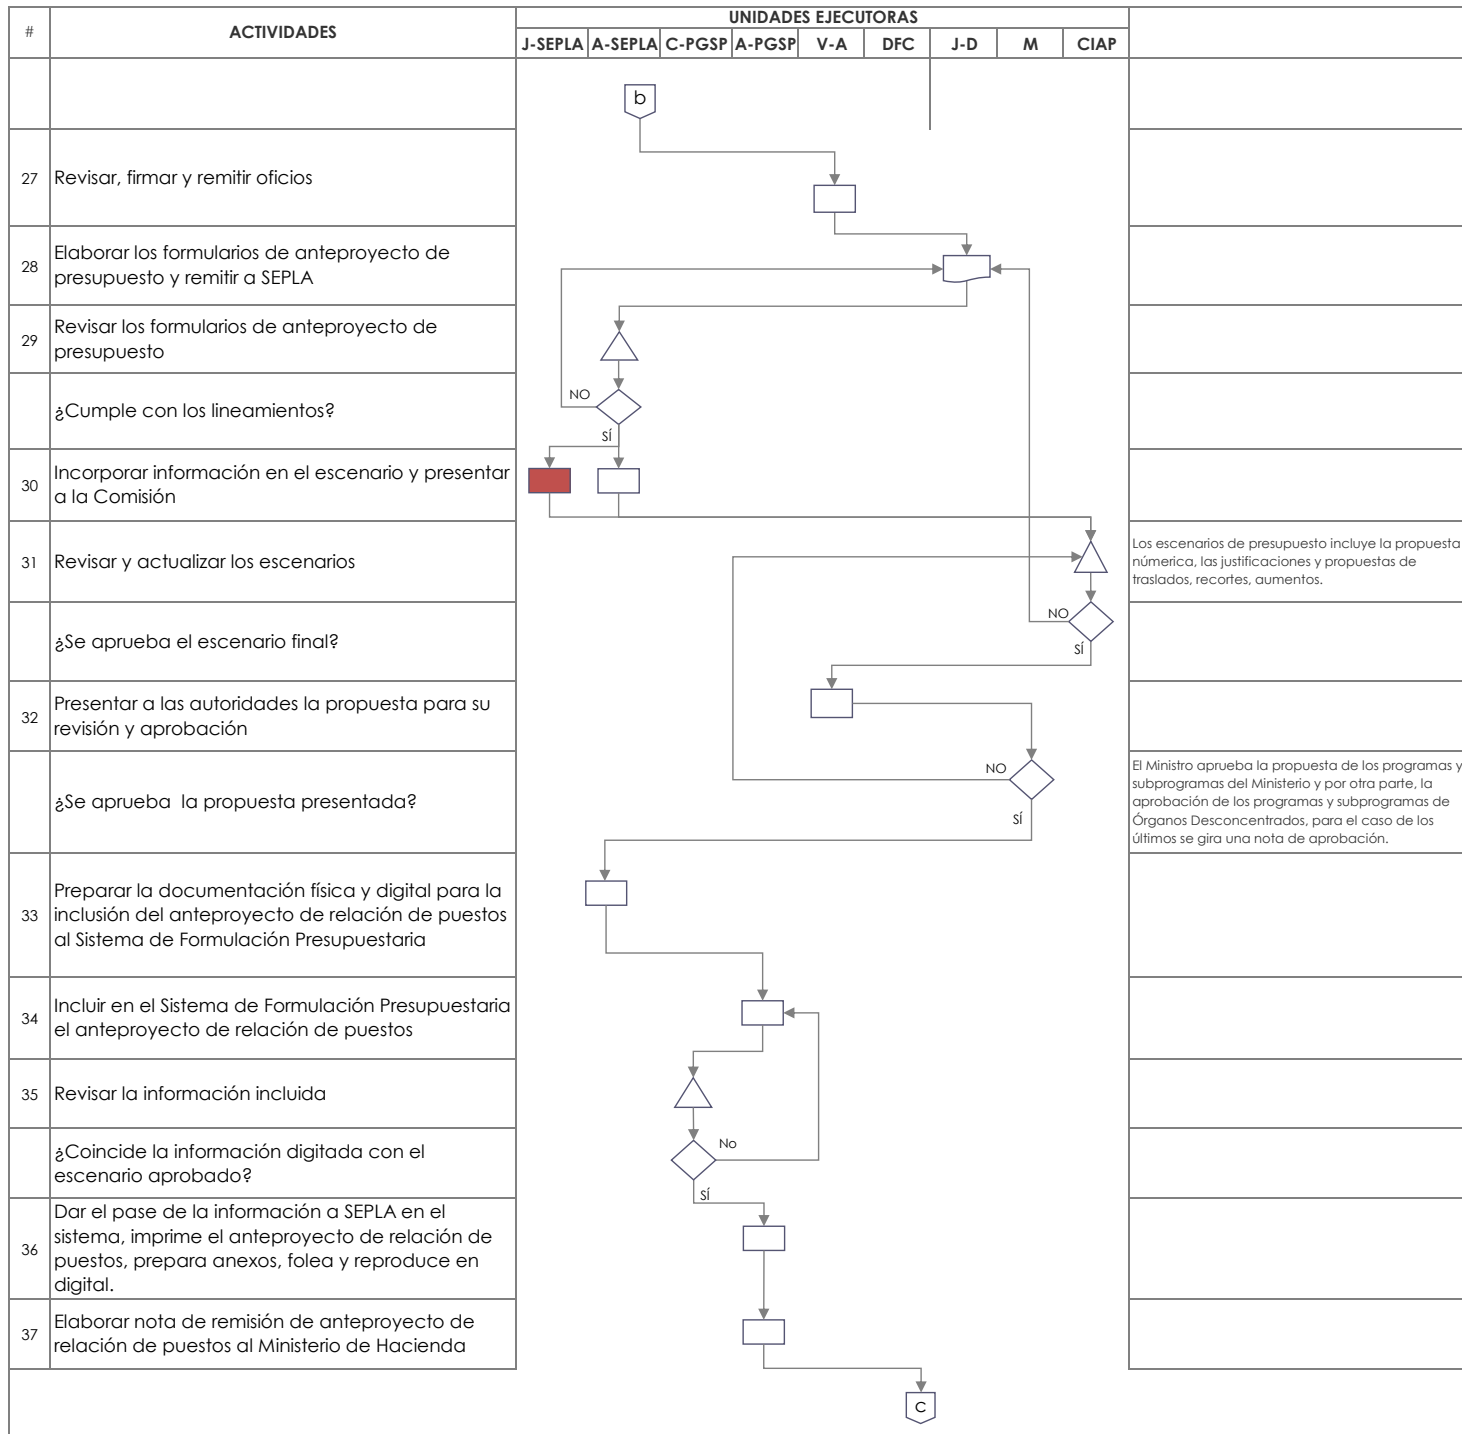 #
ACTIVIDADES
UNIDADES EJECUTORAS
J-SEPLA A-SEPLA C-PGSP A-PGSP V-A DFC J-D M CIAP
b
27
Revisar, firmar y remitir oficios
28
Elaborar los formularios de anteproyecto de
presupuesto y remitir a SEPLA
29
Revisar los formularios de anteproyecto de
presupuesto
¿Cumple con los lineamientos?
NO
SÍ
30
Incorporar información en el escenario y presentar
a la Comisión
31
Revisar y actualizar los escenarios
Los escenarios de presupuesto incluye la propuesta
númerica, las justificaciones y propuestas de
traslados, recortes, aumentos.
¿Se aprueba el escenario final?
NO
SÍ
32
Presentar a las autoridades la propuesta para su
revisión y aprobación
¿Se aprueba  la propuesta presentada?
NO
SÍ
El Ministro aprueba la propuesta de los programas y
subprogramas del Ministerio y por otra parte, la
aprobación de los programas y subprogramas de
Órganos Desconcentrados, para el caso de los
últimos se gira una nota de aprobación.
33
Preparar la documentación física y digital para la
inclusión del anteproyecto de relación de puestos
al Sistema de Formulación Presupuestaria
34
Incluir en el Sistema de Formulación Presupuestaria
el anteproyecto de relación de puestos
35
Revisar la información incluida
¿Coincide la información digitada con el
escenario aprobado?
No
SÍ
36
Dar el pase de la información a SEPLA en el
sistema, imprime el anteproyecto de relación de
puestos, prepara anexos, folea y reproduce en
digital.
37
Elaborar nota de remisión de anteproyecto de
relación de puestos al Ministerio de Hacienda
c